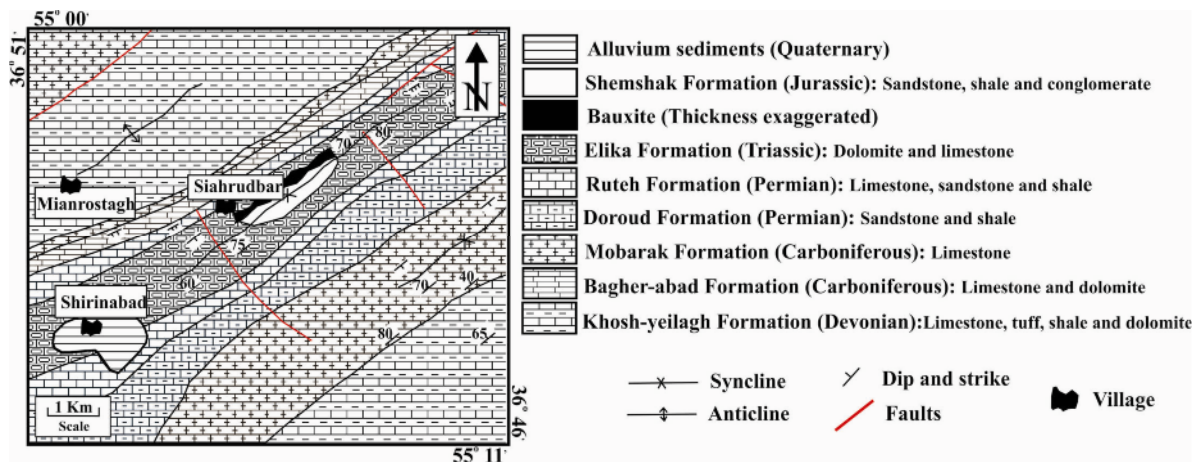 55° 00'
36° 51'
N
80
70
Siahrudbar
Mianrostagh
75
60
Shirinabad
70
40
80
65
1 Km
Scale
36° 46'
55° 11'
Alluvium sediments (Quaternary)
Shemshak Formation (Jurassic): Sandstone, shale and conglomerate
Bauxite (Thickness exaggerated)
Elika Formation (Triassic): Dolomite and limestone
Ruteh Formation (Permian): Limestone, sandstone and shale
Doroud Formation (Permian): Sandstone and shale
Mobarak Formation (Carboniferous): Limestone
Bagher-abad Formation (Carboniferous): Limestone and dolomite
Khosh-yeilagh Formation (Devonian):Limestone, tuff, shale and dolomite
Syncline
Dip and strike
Village
Anticline
Faults